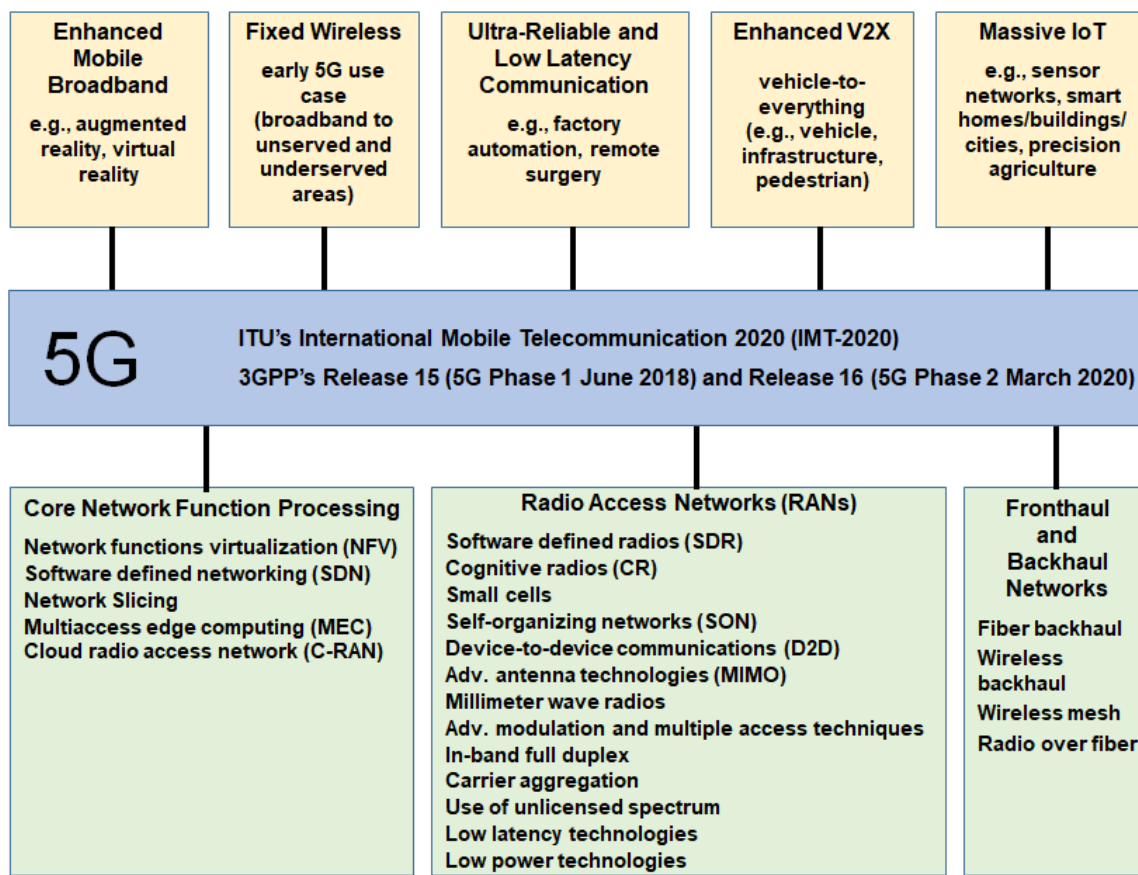 Enhanced
Mobile
Broadband
e.g., augmented
reality, virtual
reality
Fixed Wireless
early 5G use
case
(broadband to
unserved and
underserved
areas)
Ultra-Reliable and
Low Latency
Communication
e.g., factory
automation, remote
surgery
Enhanced V2X
vehicle-to-
everything
(e.g., vehicle,
infrastructure,
pedestrian)
Massive IoT
e.g., sensor
networks, smart
homes/buildings/
cities, precision
agriculture
5G
ITU’s International Mobile Telecommunication 2020 (IMT-2020)
3GPP’s Release 15 (5G Phase 1 June 2018) and Release 16 (5G Phase 2 March 2020)
Core Network Function Processing
Network functions virtualization (NFV)
Software defined networking (SDN)
Network Slicing
Multiaccess edge computing (MEC)
Cloud radio access network (C-RAN)
Radio Access Networks (RANs)
Software defined radios (SDR)
Cognitive radios (CR)
Small cells
Self-organizing networks (SON)
Device-to-device communications (D2D)
Adv. antenna technologies (MIMO)
Millimeter wave radios
Adv. modulation and multiple access techniques
In-band full duplex
Carrier aggregation
Use of unlicensed spectrum
Low latency technologies
Low power technologies
Fronthaul
and
Backhaul
Networks
Fiber backhaul
Wireless
backhaul
Wireless mesh
Radio over fiber